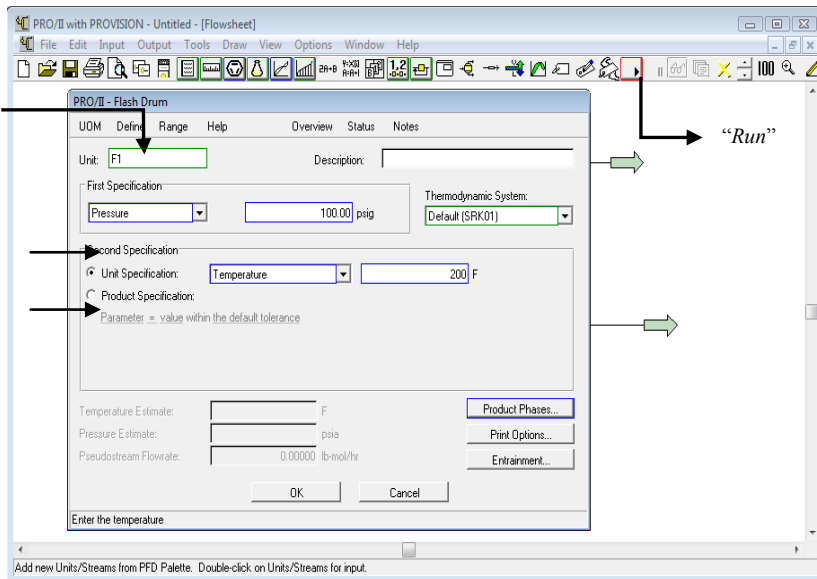 PRO/II with PROVISION - Untitled - [Flowsheet]
File Edit Input Output Tools Draw View Options Window Help
100
PRO/II - Flash Drum
UOM Define Range Help Overview Status Notes
"Run"
Unit: F1 Description:
First Specification
Thermodynamic System:
Pressure 100.00 psig Default (SRK01)
Second Specification
Unit Specification: Temperature 200 F
Product Specification:
Parameter = value within the default tolerance
Temperature Estimate: F Product Phases...
Pressure Estimate: psia Print Options...
Pseudostream Flowrate: 0.00000 lb-mol/hr Entrainment...
OK Cancel
Enter the temperature
Add new Units/Streams from PFD Palette. Double-click on Units/Streams for input.